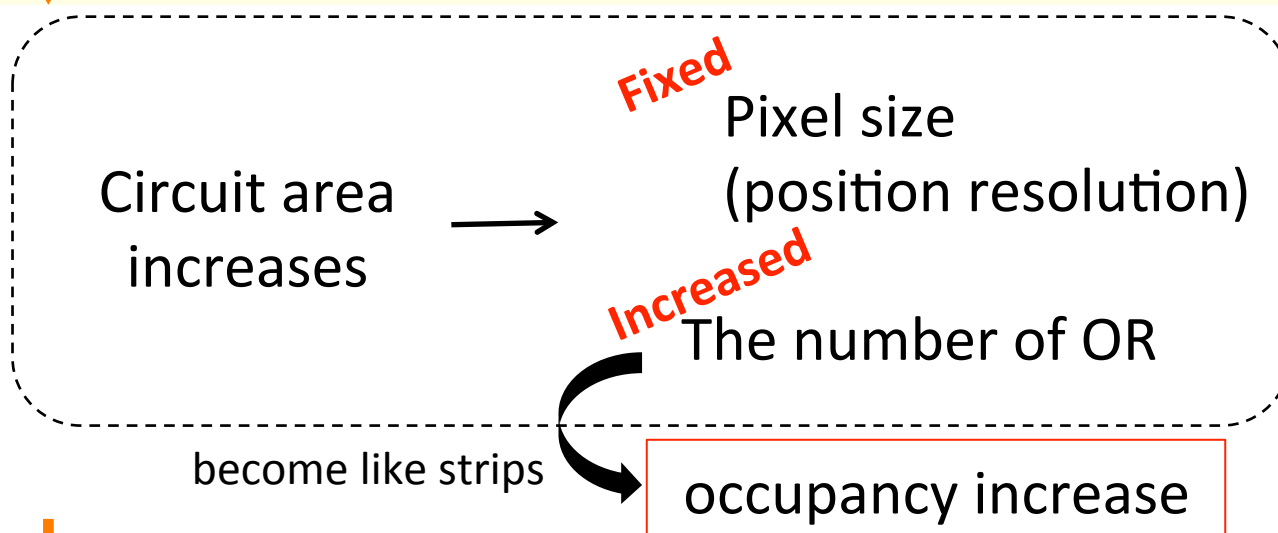 Fixed
Pixel size
(position resolution)
Circuit area
increases
Increased
The number of OR
become like strips
occupancy increase